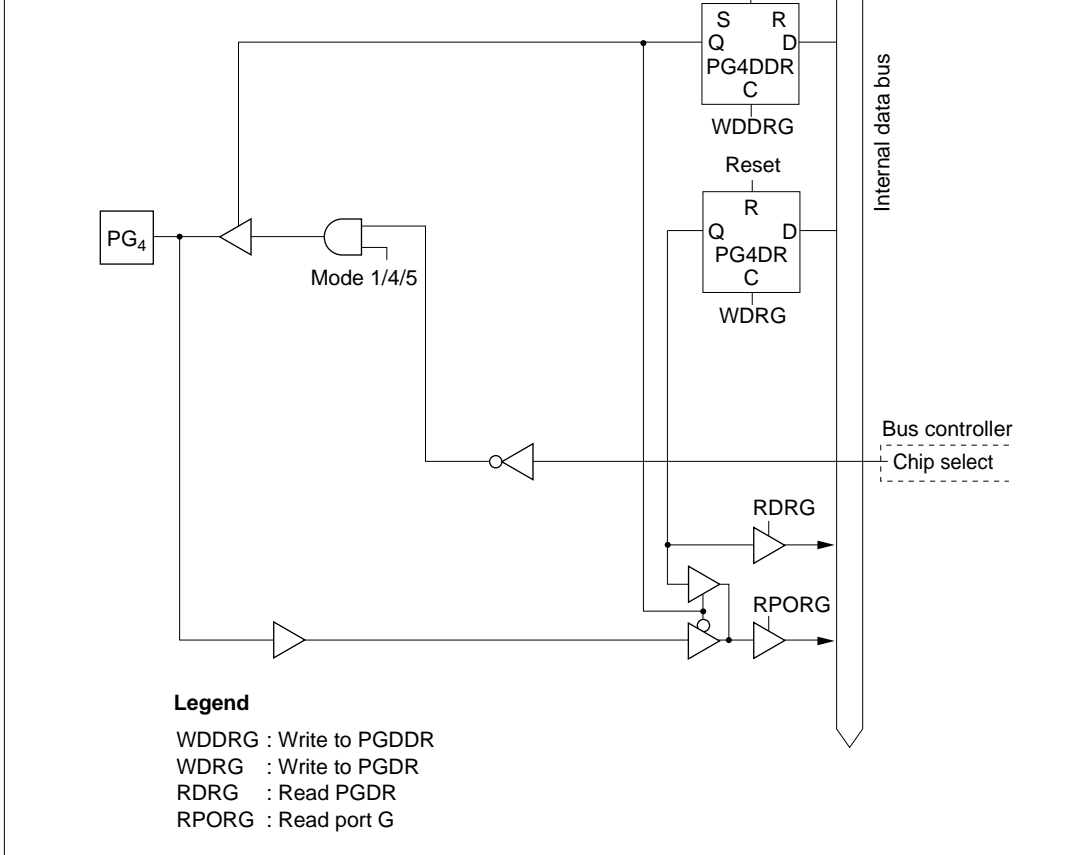 S R
Q D
PG4DDR
C
WDDRG
Internal data bus
Reset
R
Q D
PG4DR
C
WDRG
PG4
Mode 1/4/5
Bus controller
Chip select
RDRG
RPORG
Legend
WDDRG : Write to PGDDR
WDRG : Write to PGDR
RDRG : Read PGDR
RPORG : Read port G